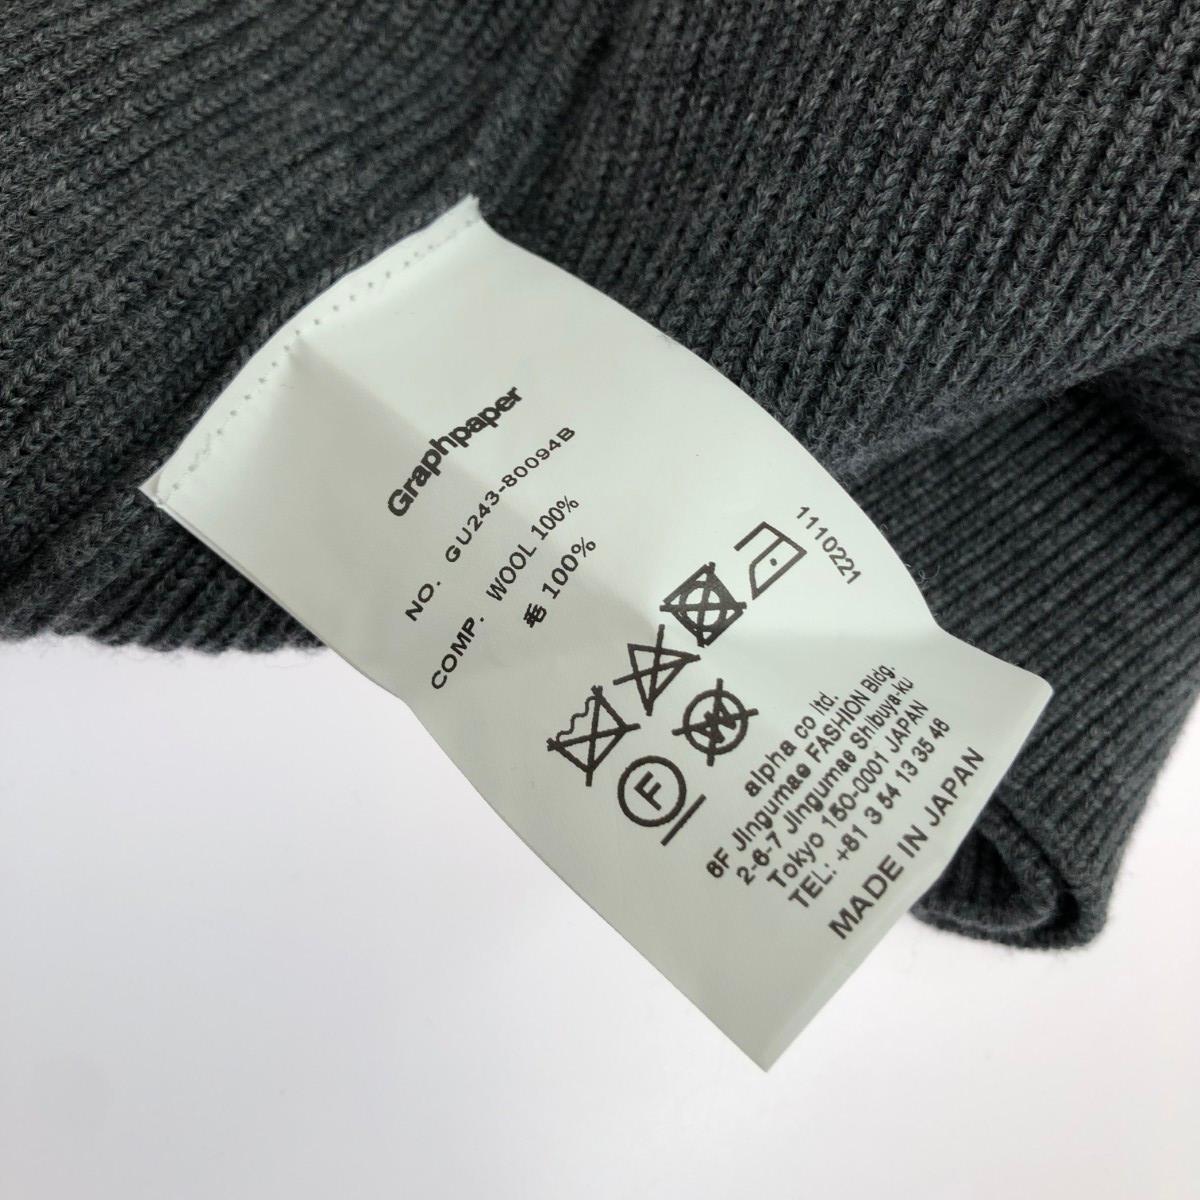 Graphpaper
NO. GU243-80094B
COMP. WOOL 100%
毛 100%
1110221
W
F
alpha co ltd.
6F Jingumae FASHION Bldg.
2-6-7 Jingumae Shibuya-ku
Tokyo 150-0001 JAPAN
TEL: +81 3 54 13 35 46
MADE IN JAPAN